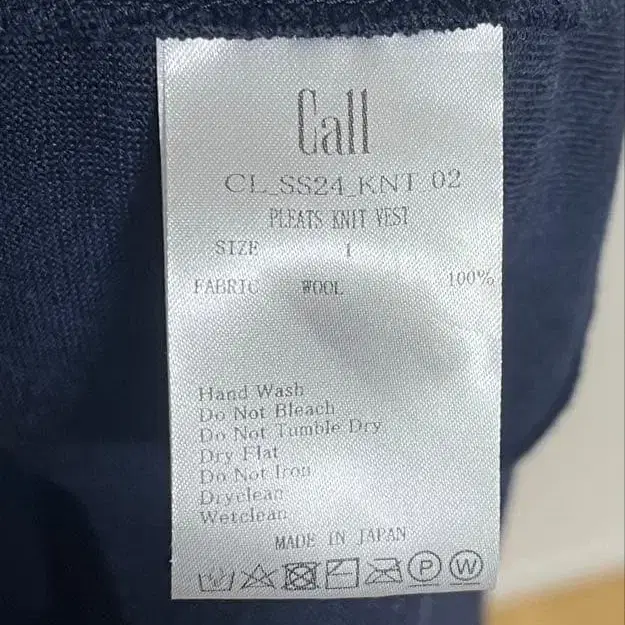 Call
CL_SS24_KNT_02
PLEATS KNIT VEST
SIZE 1
FABRIC WOOL 100%
Hand Wash
Do Not Bleach
Do Not Tumble Dry
Dry Flat
Do Not Iron
Dryclean
Wetclean
MADE IN JAPAN
P W